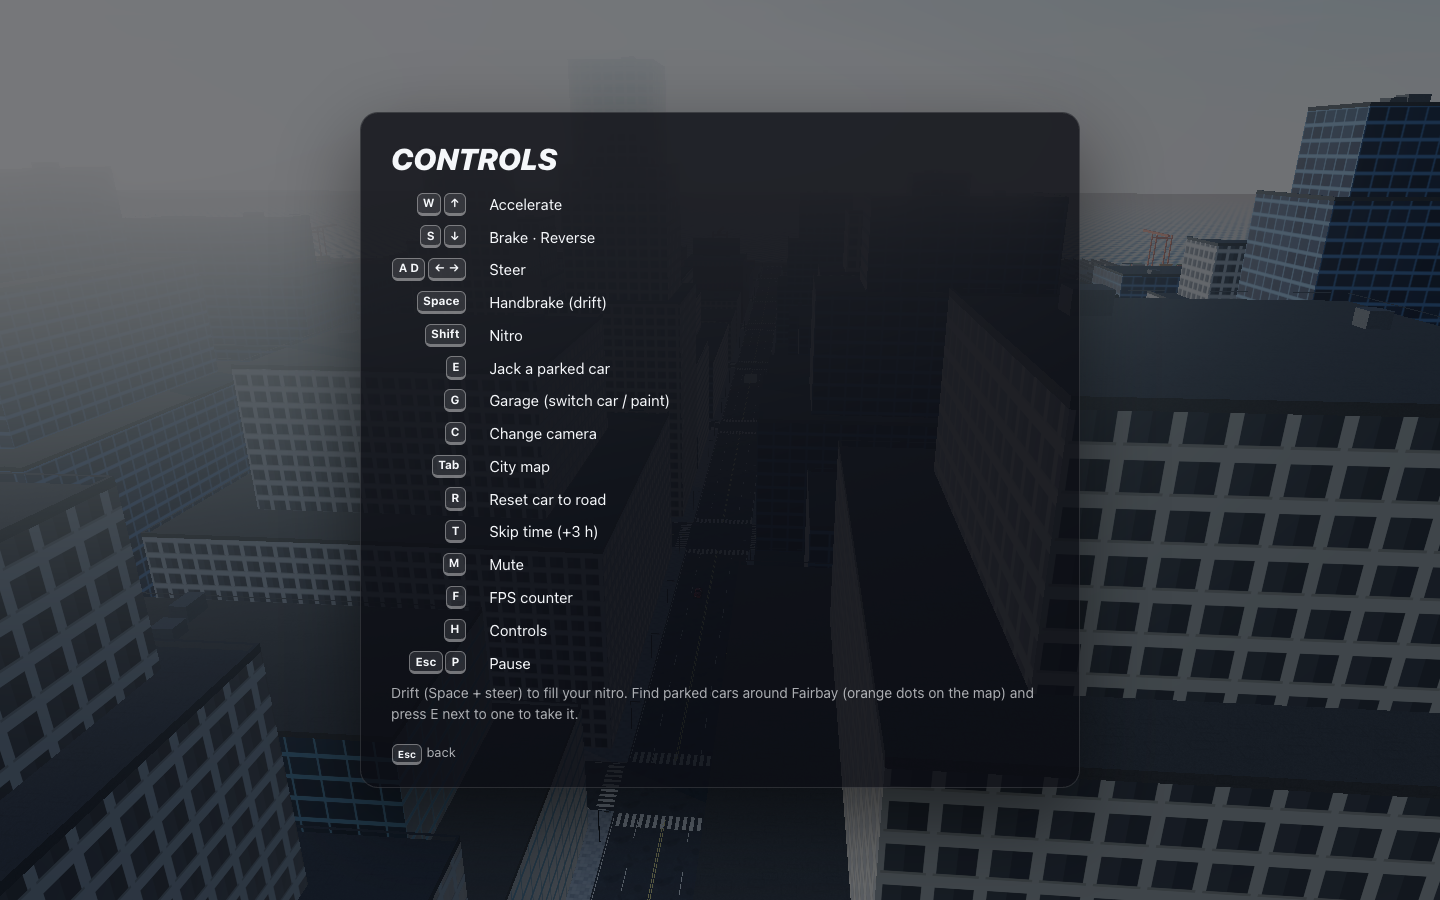 CONTROLS
W ↑ Accelerate
S ↓ Brake · Reverse
A D ← → Steer
Space Handbrake (drift)
Shift Nitro
E Jack a parked car
G Garage (switch car / paint)
C Change camera
Tab City map
R Reset car to road
T Skip time (+3 h)
M Mute
F FPS counter
H Controls
Esc P Pause
Drift (Space + steer) to fill your nitro. Find parked cars around Fairbay (orange dots on the map) and
press E next to one to take it.
Esc back